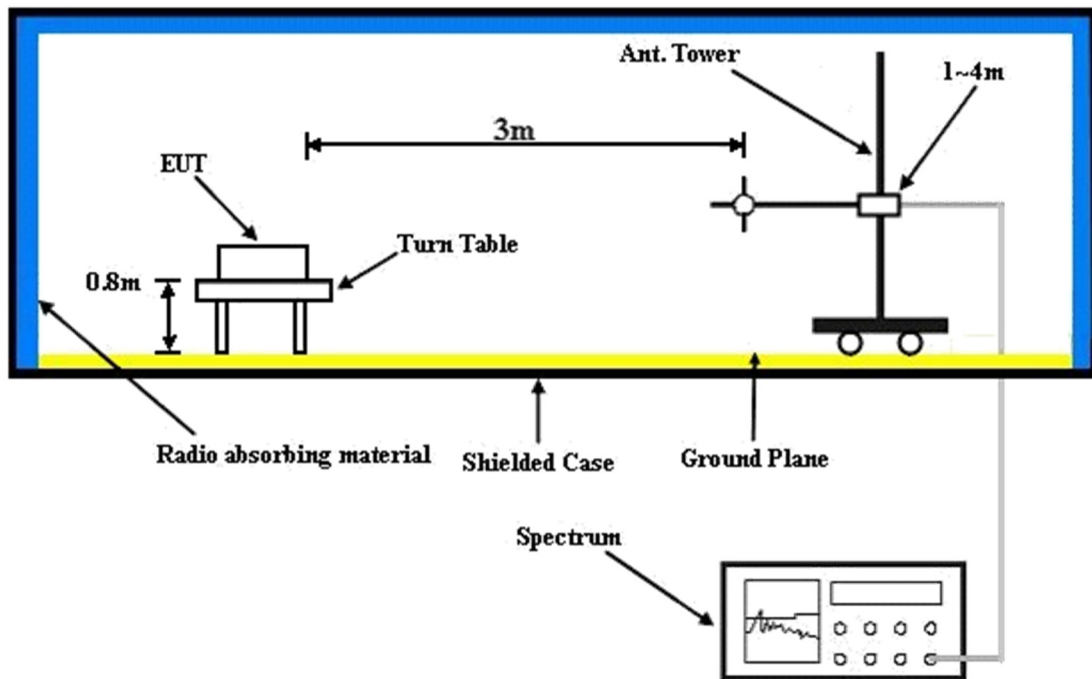 Ant. Tower
1~4m
3m
EUT
Turn Table
0.8m
Radio absorbing material
Shielded Case
Ground Plane
Spectrum